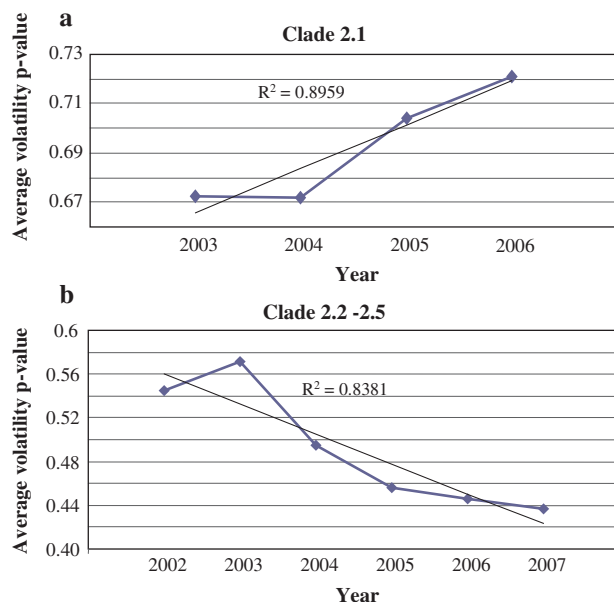 a
Clade 2.1
Average volatility p-value
0.73
0.71
0.69
0.67
R² = 0.8959
2003 2004 2005 2006
Year
b
Clade 2.2 -2.5
Average volatility p-value
0.6
0.56
0.52
0.48
0.44
0.40
R² = 0.8381
2002 2003 2004 2005 2006 2007
Year